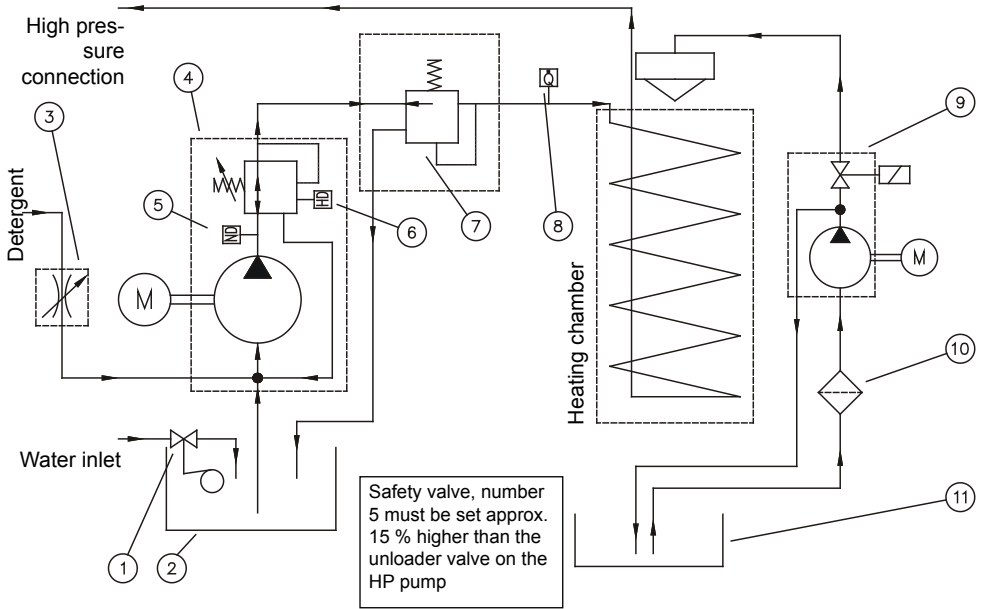 High pres-
sure
connection
4
3
9
Detergent
5
ND
HD
6
7
Q
8
M
M
Heating chamber
10
Water inlet
Safety valve, number
5 must be set approx.
15 % higher than the
unloader valve on the
HP pump
11
1
2